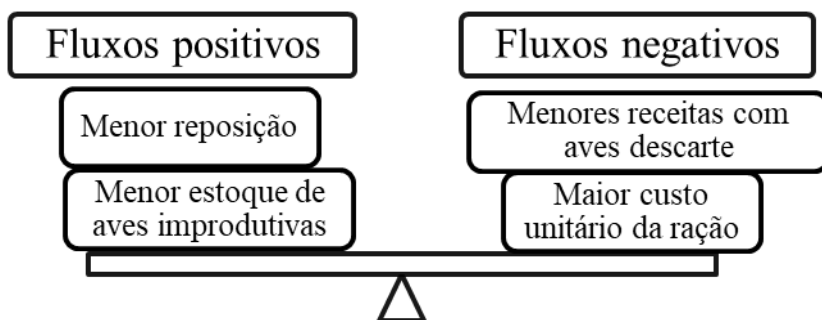 Fluxos positivos
Menor reposição
Menor estoque de
aves improdutivas
Fluxos negativos
Menores receitas com
aves descarte
Maior custo
unitário da ração